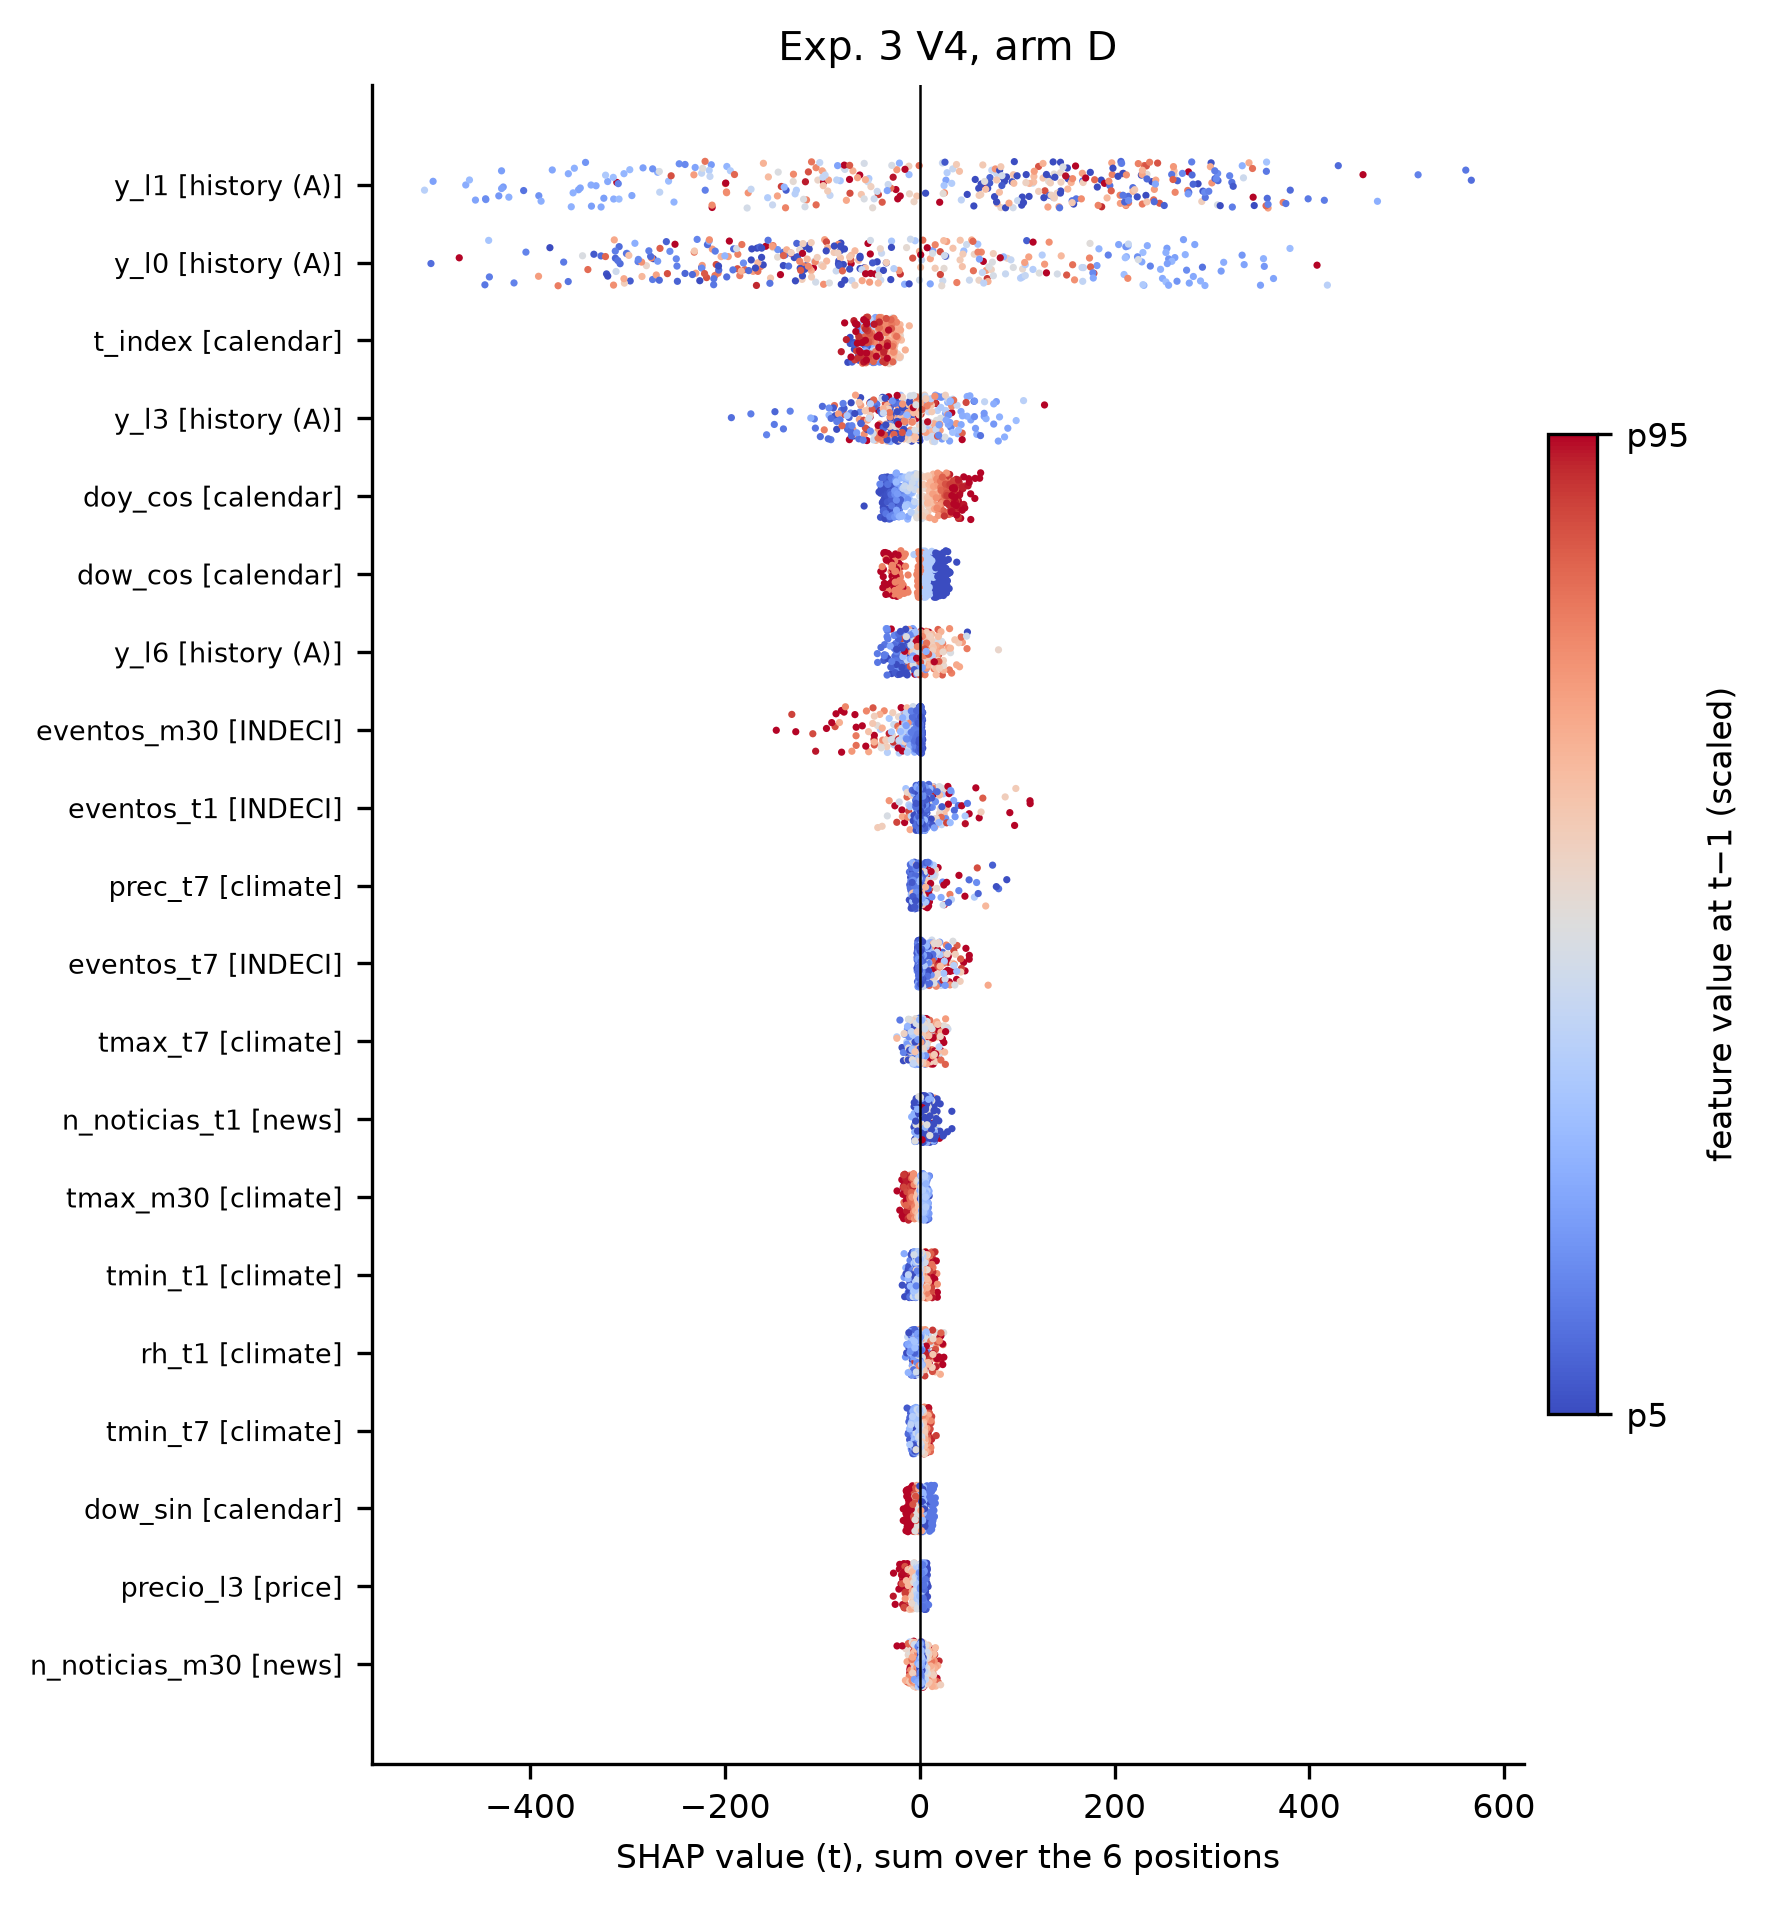 Exp. 3 V4, arm D
y_l1 [history (A)]
y_l0 [history (A)]
t_index [calendar]
y_l3 [history (A)]
doy_cos [calendar]
dow_cos [calendar]
y_l6 [history (A)]
eventos_m30 [INDECI]
eventos_t1 [INDECI]
prec_t7 [climate]
eventos_t7 [INDECI]
tmax_t7 [climate]
n_noticias_t1 [news]
tmax_m30 [climate]
tmin_t1 [climate]
rh_t1 [climate]
tmin_t7 [climate]
dow_sin [calendar]
precio_l3 [price]
n_noticias_m30 [news]
−400
−200
0
200
400
600
SHAP value (t), sum over the 6 positions
p95
p5
feature value at t−1 (scaled)